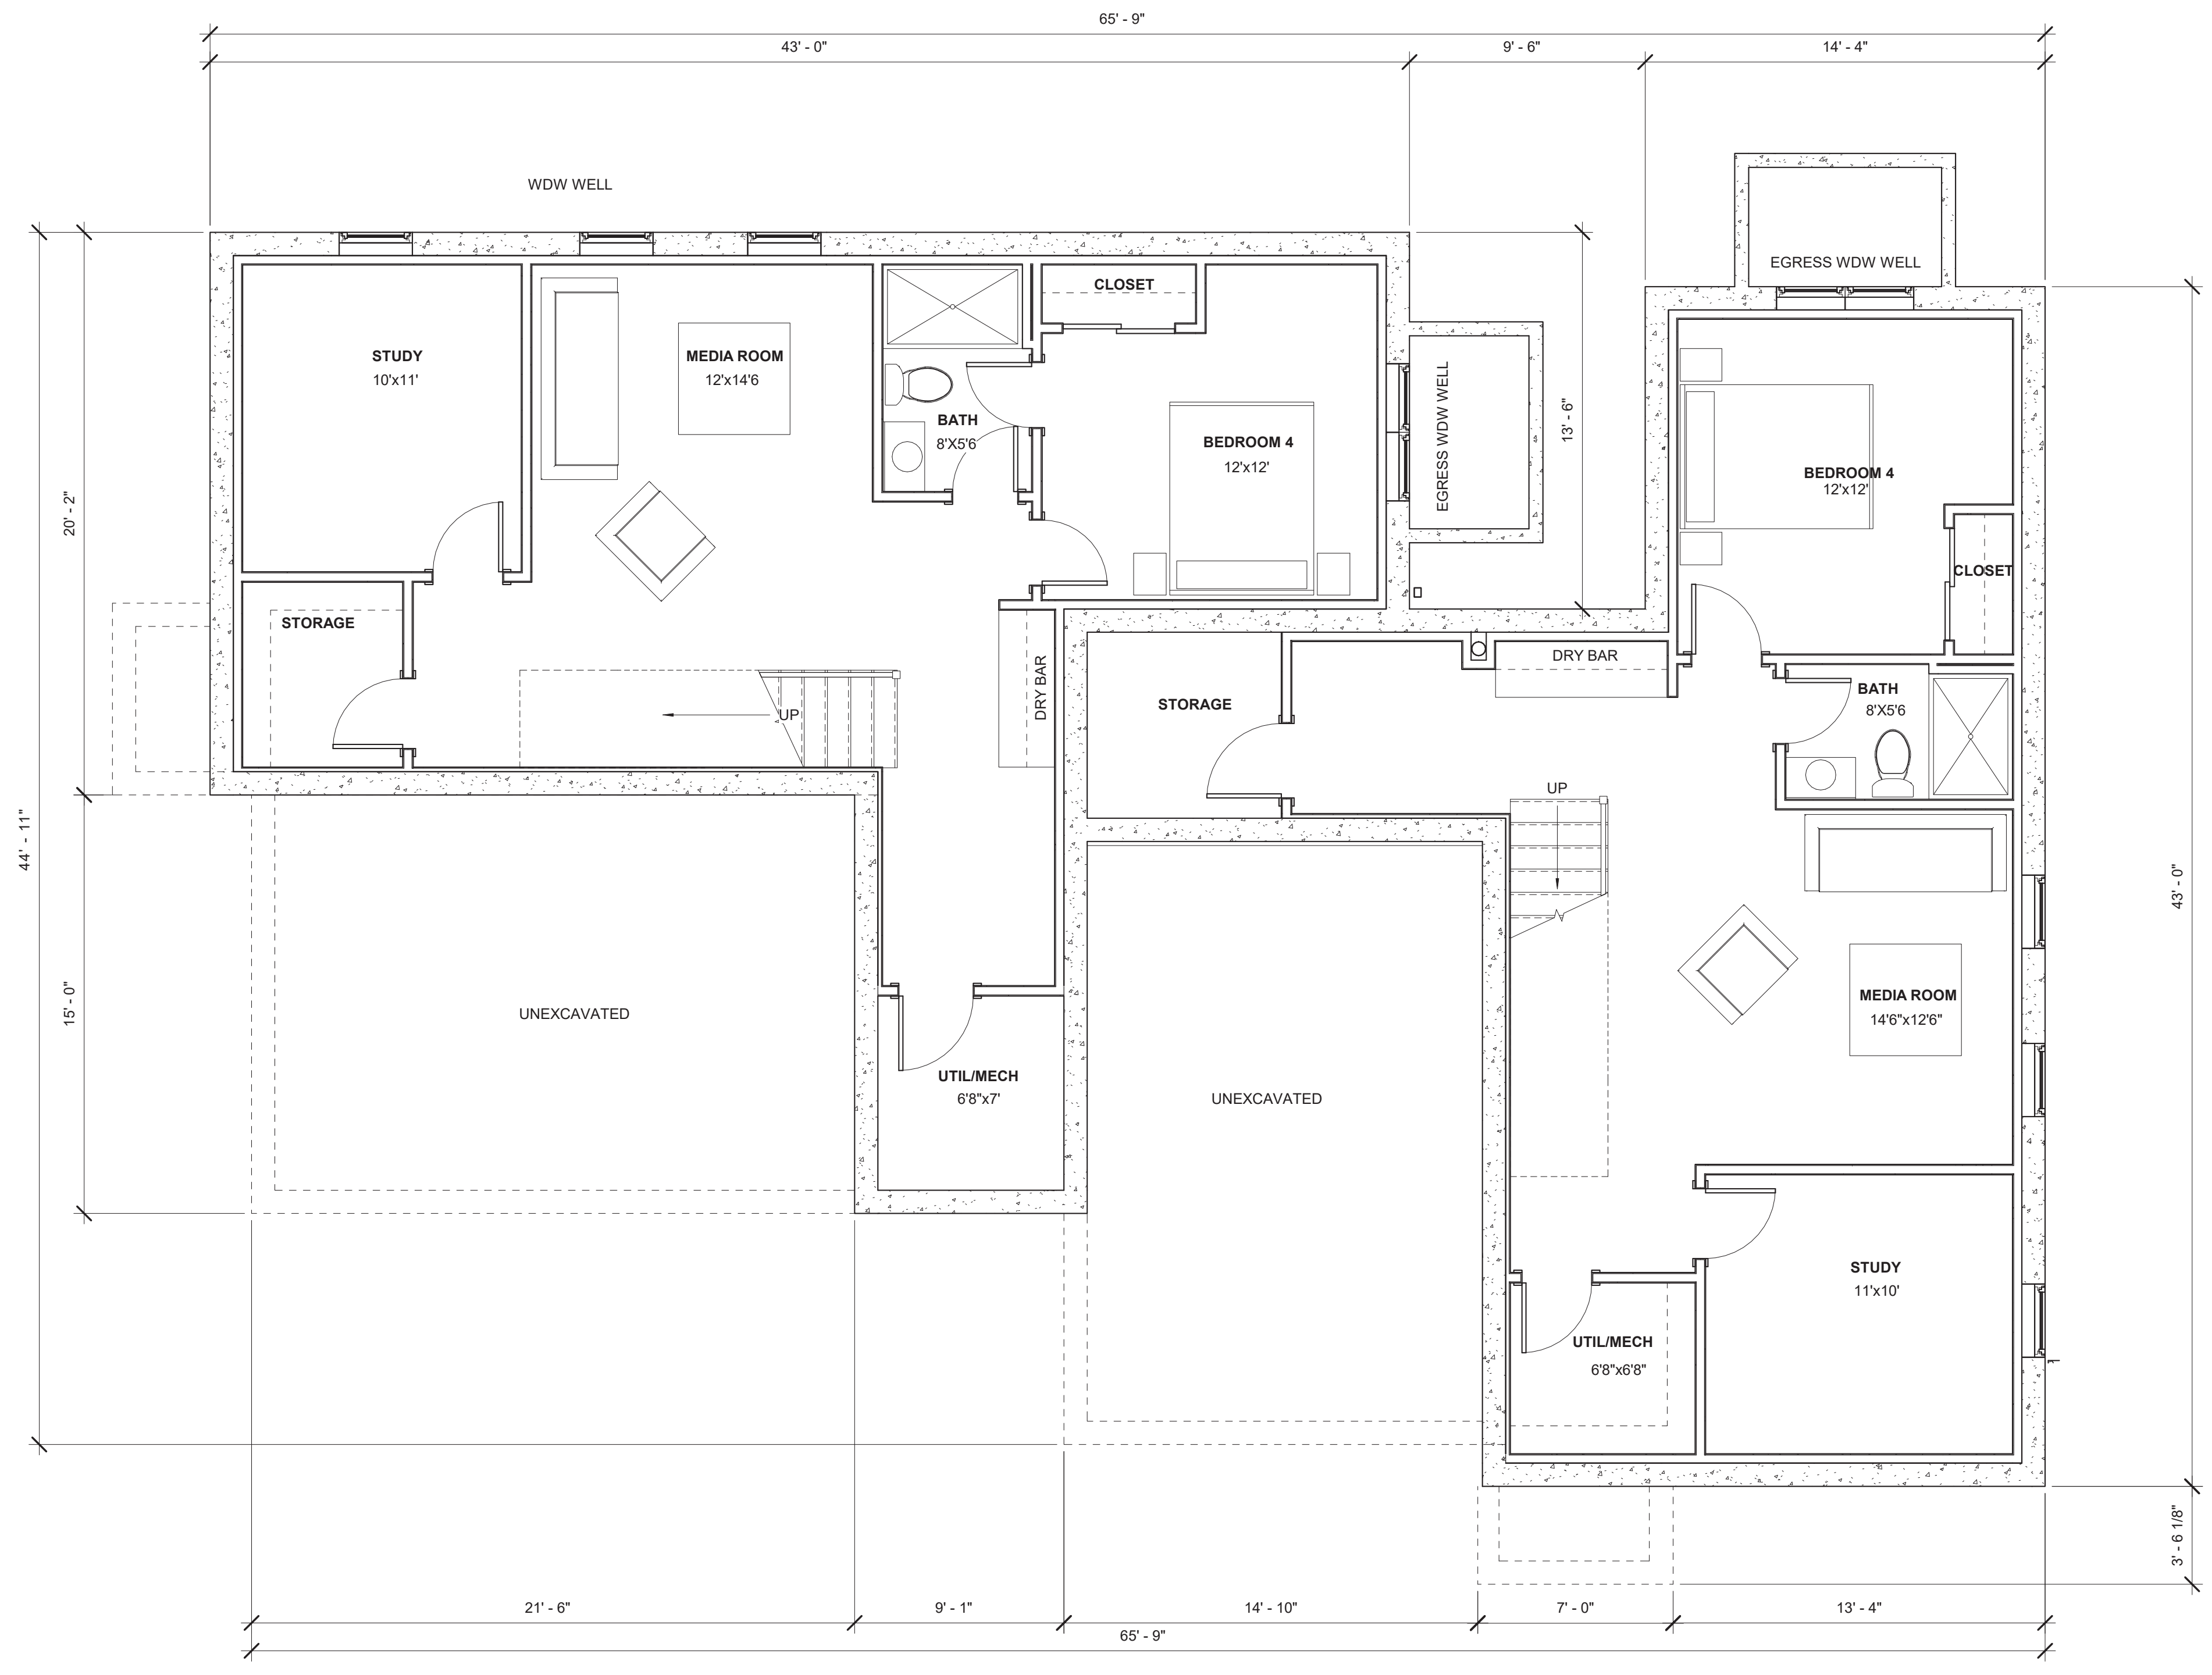 65' - 9"
43' - 0"
9' - 6"
14' - 4"
WDW WELL
EGRESS WDW WELL
CLOSET
STUDY
10'x11'
MEDIA ROOM
12'x14'6
BATH
8'X5'6
BEDROOM 4
12'x12'
EGRESS WDW WELL
13' - 6"
BEDROOM 4
12'x12'
CLOSET
20' - 2"
STORAGE
UP
DRY BAR
STORAGE
DRY BAR
BATH
8'X5'6
UP
44' - 11"
43' - 0"
15' - 0"
UNEXCAVATED
MEDIA ROOM
14'6"x12'6"
UTIL/MECH
6'8"x7'
UNEXCAVATED
STUDY
11'x10'
UTIL/MECH
6'8"x6'8"
3' - 6 1/8"
21' - 6"
9' - 1"
14' - 10"
7' - 0"
13' - 4"
65' - 9"